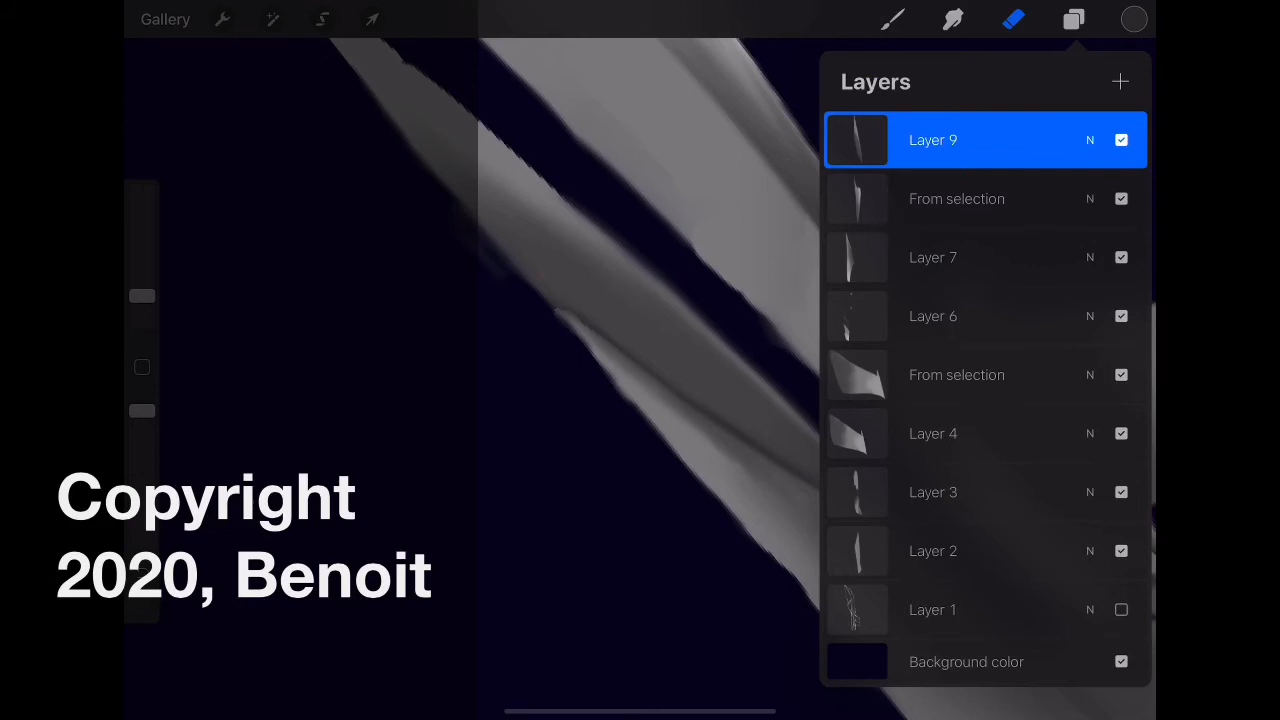 Gallery
Layers
Layer 9 N
From selection N
Layer 7 N
Layer 6 N
From selection N
Layer 4 N
Layer 3 N
Layer 2 N
Layer 1 N
Background color
Copyright
2020, Benoit